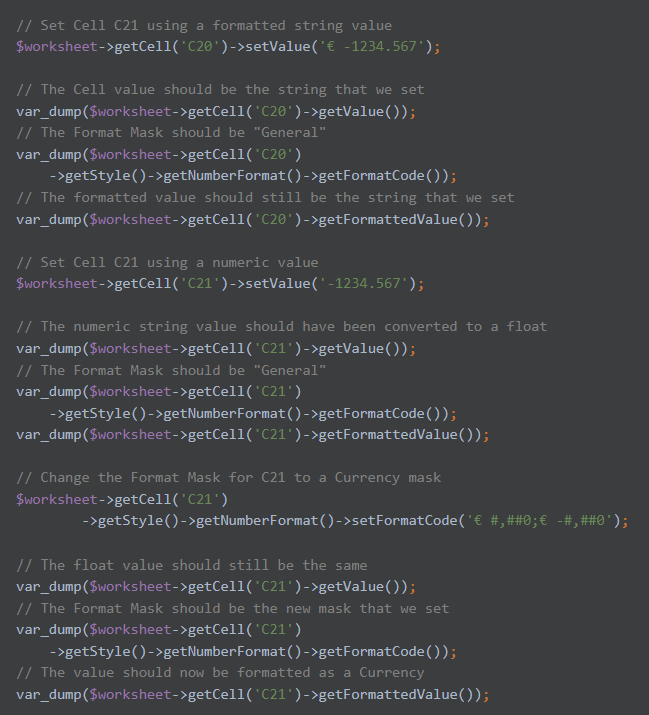 // Set Cell C21 using a formatted string value
$worksheet->getCell('C20')->setValue('€ -1234.567');
// The Cell value should be the string that we set
var_dump($worksheet->getCell('C20')->getValue());
// The Format Mask should be "General"
var_dump($worksheet->getCell('C20')
->getStyle()->getNumberFormat()->getFormatCode());
// The formatted value should still be the string that we set
var_dump($worksheet->getCell('C20')->getFormattedValue());
// Set Cell C21 using a numeric value
$worksheet->getCell('C21')->setValue('-1234.567');
// The numeric string value should have been converted to a float
var_dump($worksheet->getCell('C21')->getValue());
// The Format Mask should be "General"
var_dump($worksheet->getCell('C21')
->getStyle()->getNumberFormat()->getFormatCode());
var_dump($worksheet->getCell('C21')->getFormattedValue());
// Change the Format Mask for C21 to a Currency mask
$worksheet->getCell('C21')
->getStyle()->getNumberFormat()->setFormatCode('€ #,##0;€ -#,##0');
// The float value should still be the same
var_dump($worksheet->getCell('C21')->getValue());
// The Format Mask should be the new mask that we set
var_dump($worksheet->getCell('C21')
->getStyle()->getNumberFormat()->getFormatCode());
// The value should now be formatted as a Currency
var_dump($worksheet->getCell('C21')->getFormattedValue());